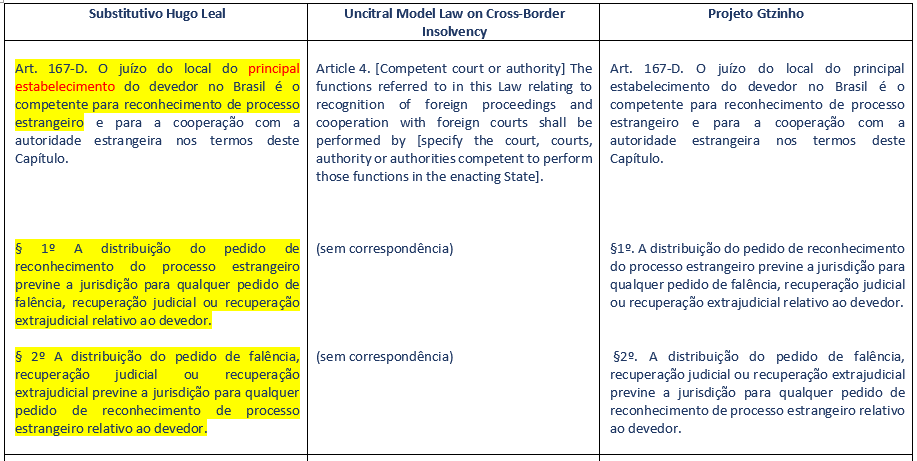 Substitutivo Hugo Leal
Uncitral Model Law on Cross-Border
Insolvency
Projeto Gtzinho
Art. 167-D. O juízo do local do principal
estabelecimento do devedor no Brasil é o
competente para reconhecimento de processo
estrangeiro e para a cooperação com a
autoridade estrangeira nos termos deste
Capítulo.
Article 4. [Competent court or authority] The
functions referred to in this Law relating to
recognition of foreign proceedings and
cooperation with foreign courts shall be
performed by [specify the court, courts,
authority or authorities competent to perform
those functions in the enacting State].
Art. 167-D. O juízo do local do principal
estabelecimento do devedor no Brasil é o
competente para reconhecimento de processo
estrangeiro e para a cooperação com a
autoridade estrangeira nos termos deste
Capítulo.
§ 1º A distribuição do pedido de
reconhecimento do processo estrangeiro
previne a jurisdição para qualquer pedido de
falência, recuperação judicial ou recuperação
extrajudicial relativo ao devedor.
(sem correspondência)
§1º. A distribuição do pedido de reconhecimento
do processo estrangeiro previne a jurisdição para
qualquer pedido de falência, recuperação judicial
ou recuperação extrajudicial relativo ao devedor.
§ 2º A distribuição do pedido de falência,
recuperação judicial ou recuperação
extrajudicial previne a jurisdição para qualquer
pedido de reconhecimento de processo
estrangeiro relativo ao devedor.
(sem correspondência)
§2º. A distribuição do pedido de falência,
recuperação judicial ou recuperação extrajudicial
previne a jurisdição para qualquer pedido de
reconhecimento de processo estrangeiro relativo
ao devedor.